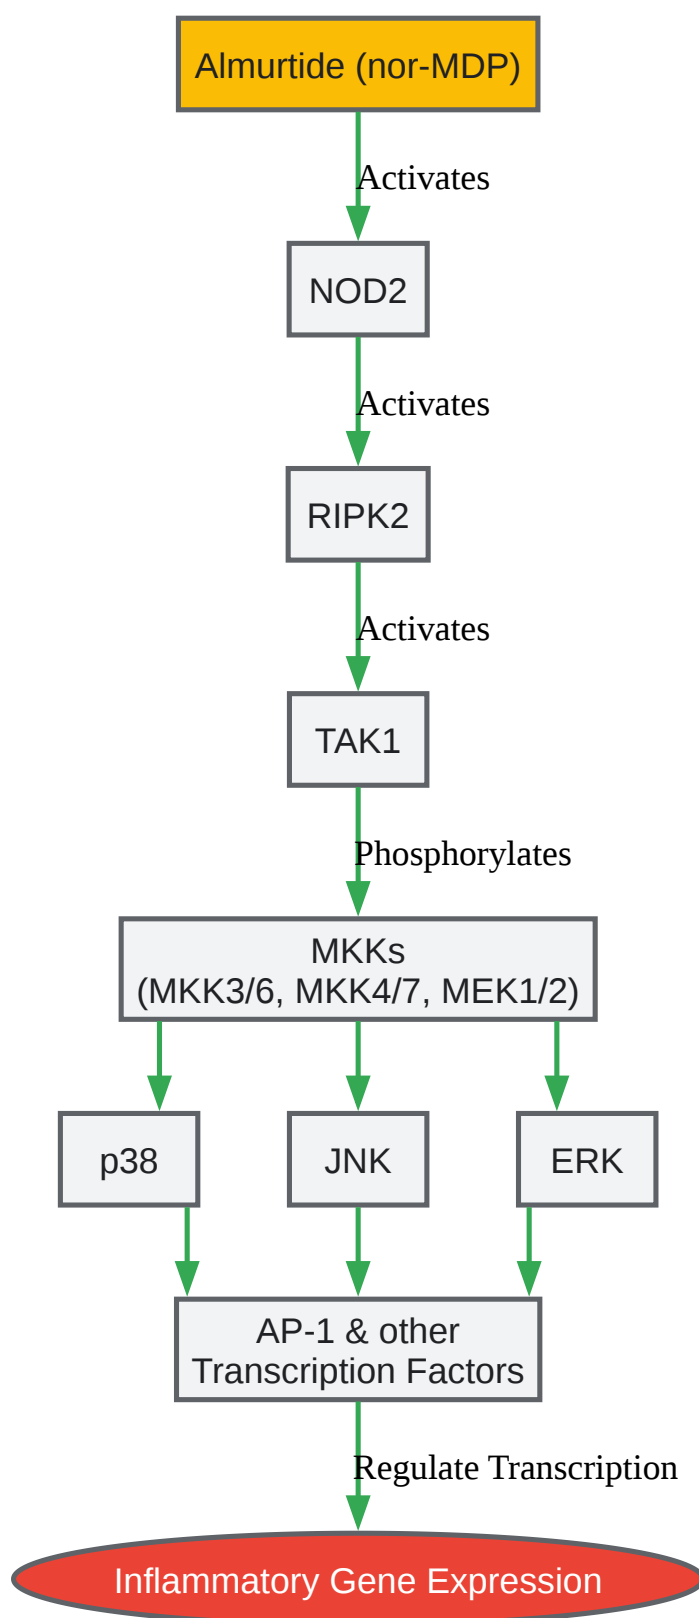 Almurtide (nor-MDP)
Activates
NOD2
Activates
RIPK2
Activates
TAK1
Phosphorylates
MKKs
(MKK3/6, MKK4/7, MEK1/2)
p38
JNK
ERK
AP-1 & other
Transcription Factors
Regulate Transcription
Inflammatory Gene Expression